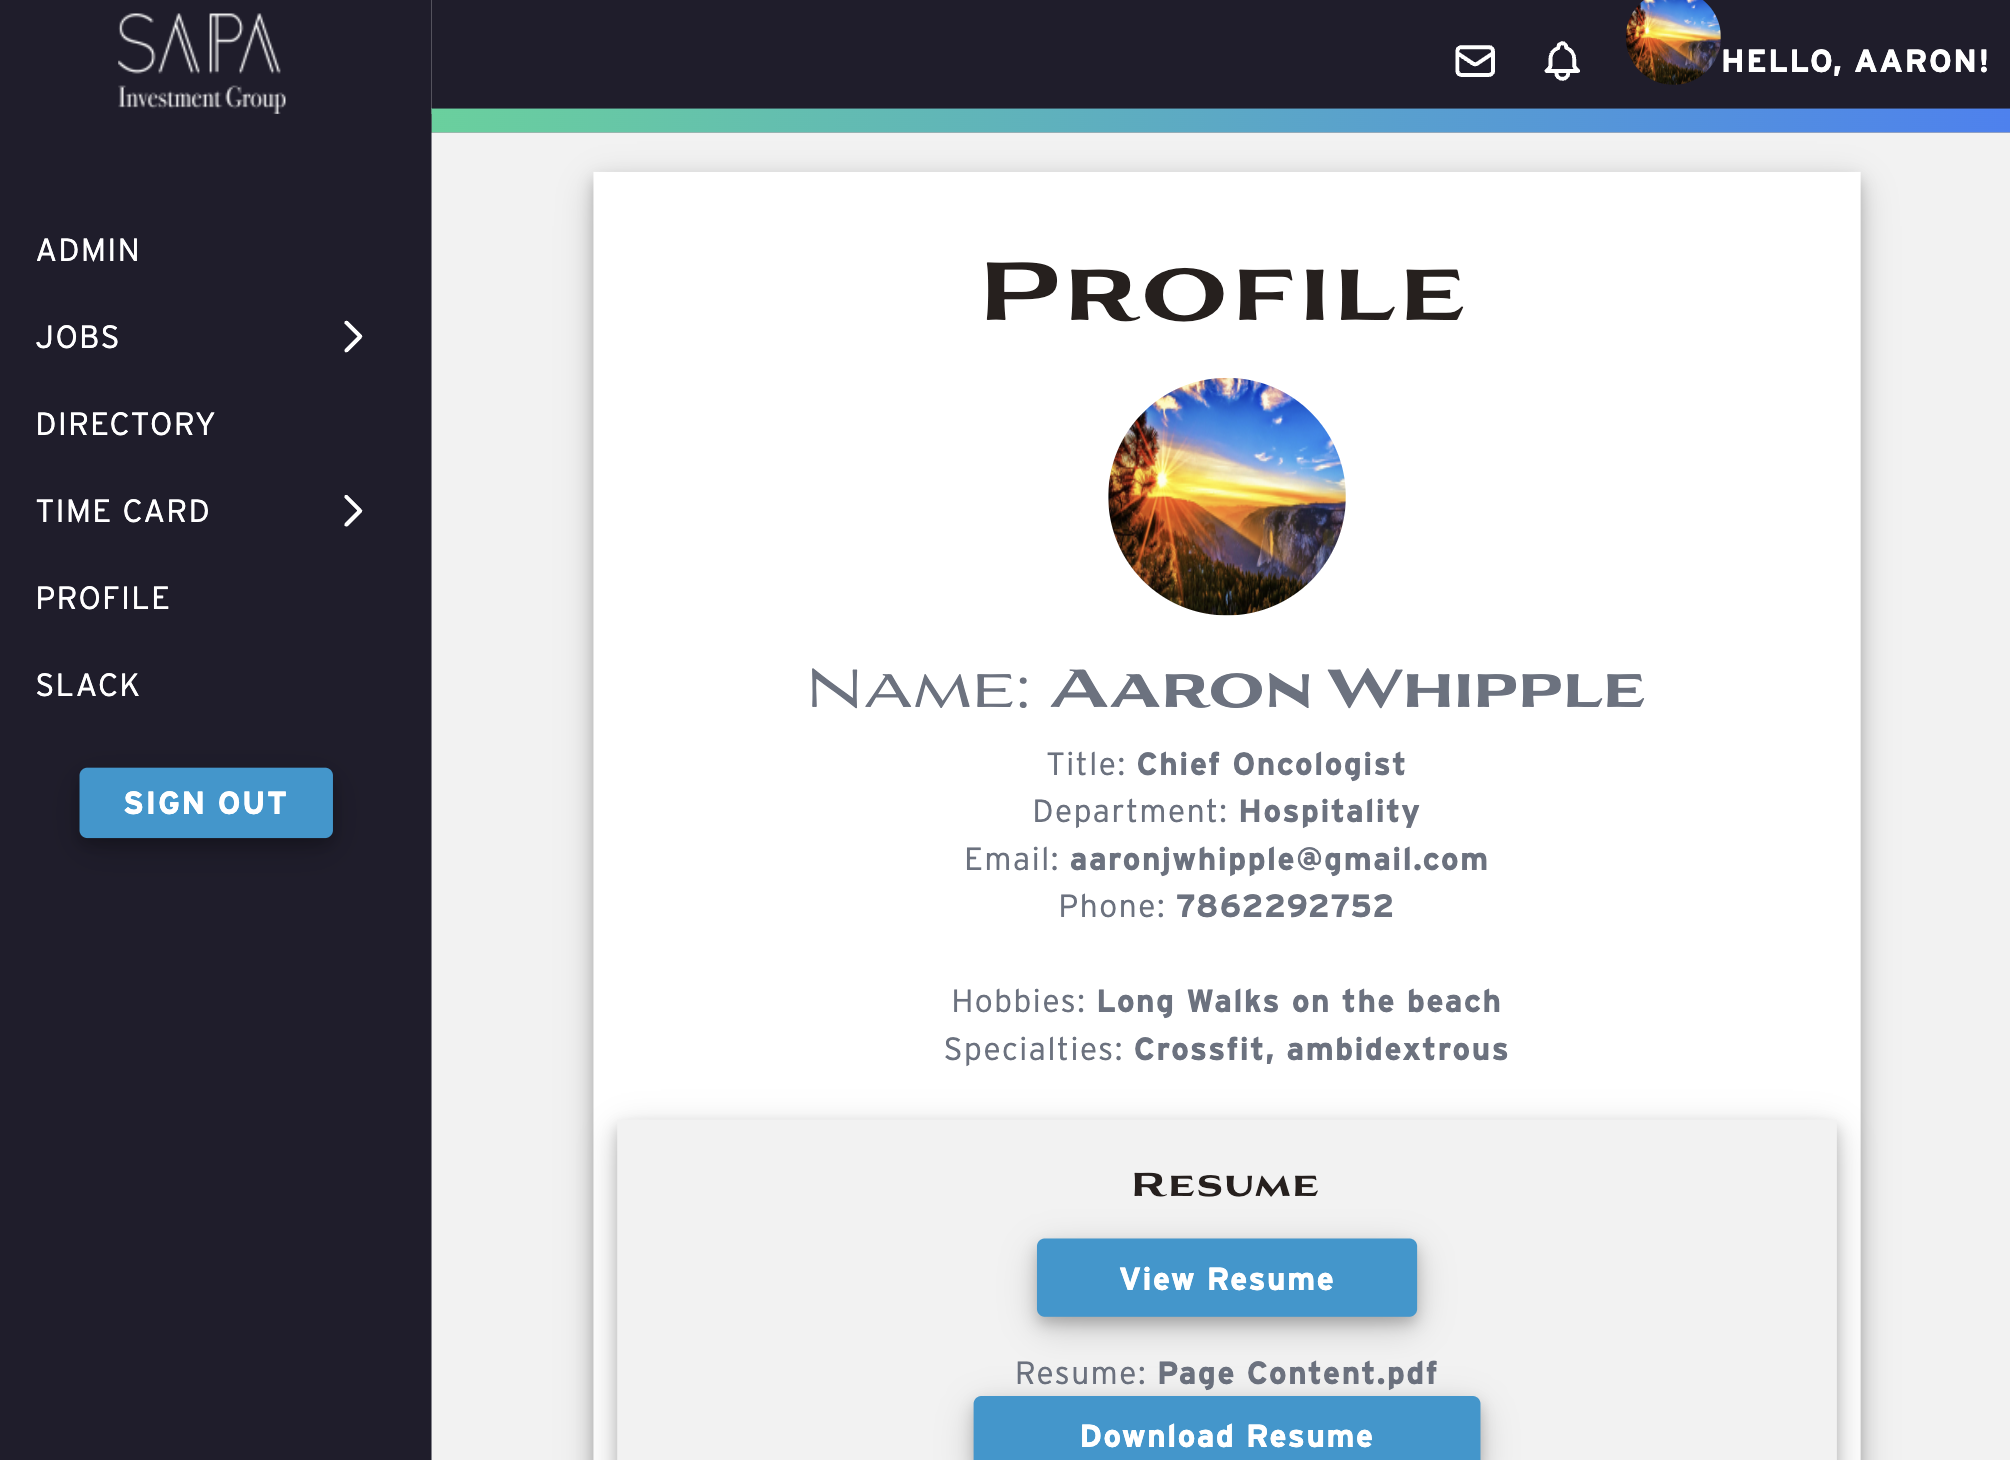 SAPA
Investment Group
HELLO, AARON!
ADMIN
JOBS
DIRECTORY
TIME CARD
PROFILE
SLACK
SIGN OUT
PROFILE
NAME: AARON WHIPPLE
Title: Chief Oncologist
Department: Hospitality
Email: aaronjwhipple@gmail.com
Phone: 7862292752
Hobbies: Long Walks on the beach
Specialties: Crossfit, ambidextrous
RESUME
View Resume
Resume: Page Content.pdf
Download Resume